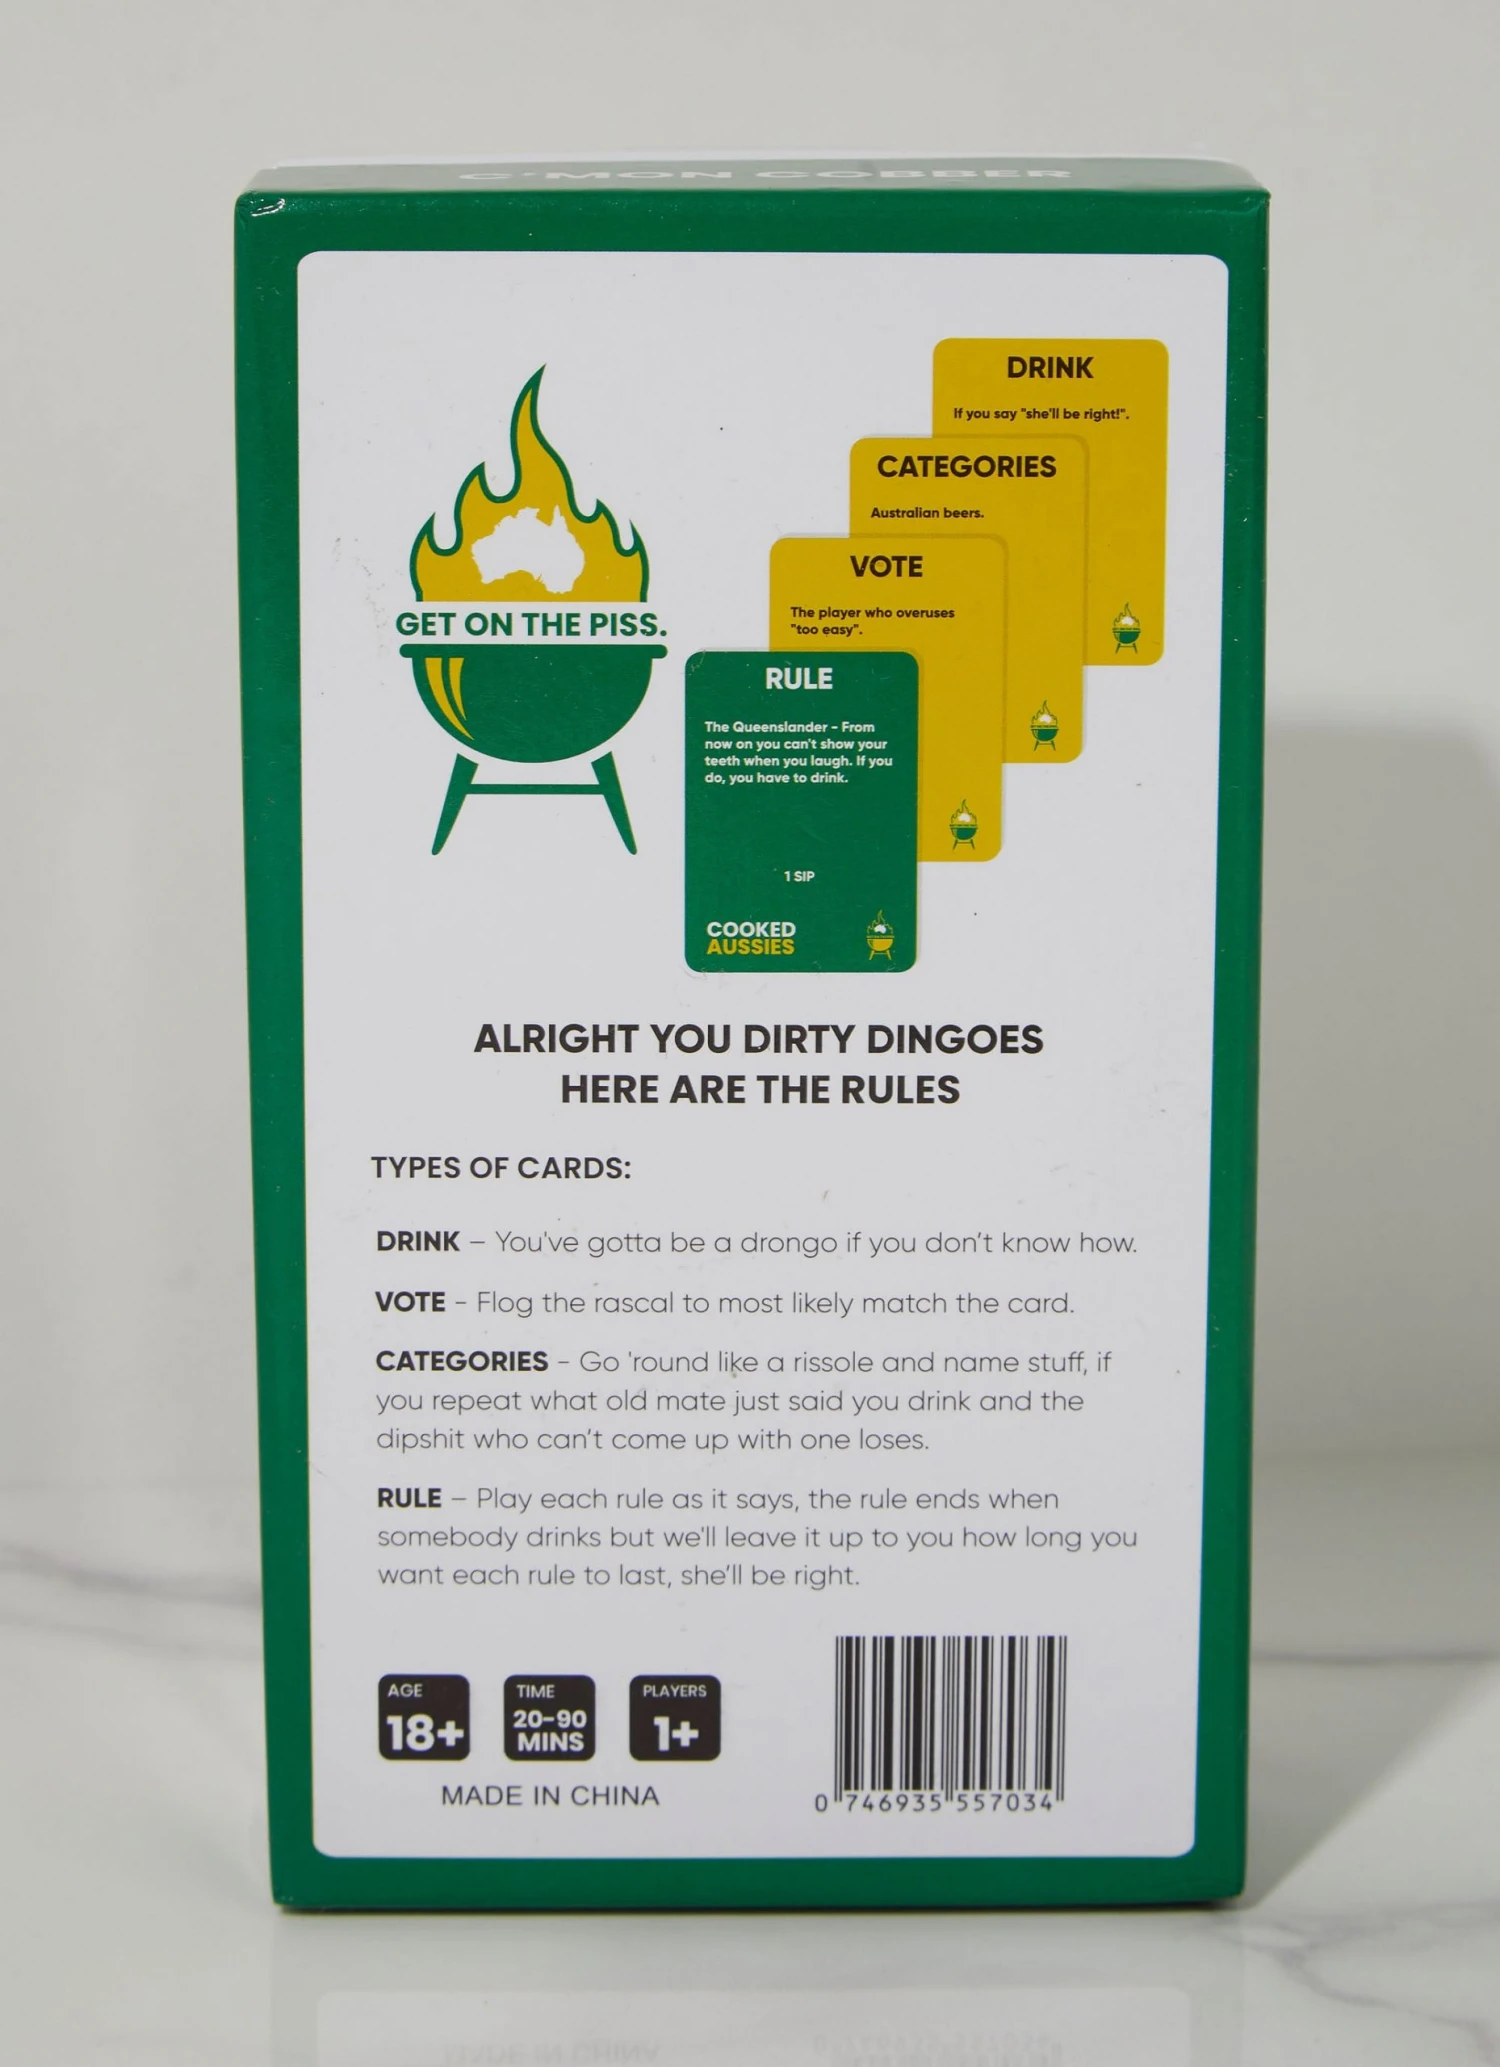 C'MON COBBER
GET ON THE PISS.
DRINK
If you say "she'll be right!".
CATEGORIES
Australian beers.
VOTE
The player who overuses
"too easy".
RULE
The Queenslander - From
now on you can't show your
teeth when you laugh. If you
do, you have to drink.
1 SIP
COOKED
AUSSIES
ALRIGHT YOU DIRTY DINGOES
HERE ARE THE RULES
TYPES OF CARDS:
DRINK – You've gotta be a drongo if you don't know how.
VOTE - Flog the rascal to most likely match the card.
CATEGORIES - Go 'round like a rissole and name stuff, if
you repeat what old mate just said you drink and the
dipshit who can't come up with one loses.
RULE – Play each rule as it says, the rule ends when
somebody drinks but we'll leave it up to you how long you
want each rule to last, she'll be right.
AGE
18+
TIME
20-90
MINS
PLAYERS
1+
MADE IN CHINA
0 746935 557034